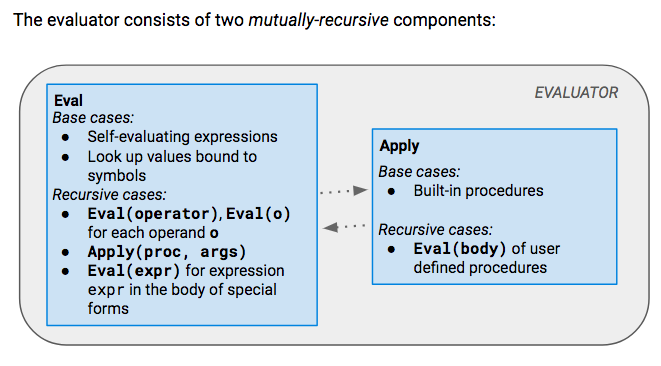 The evaluator consists of two mutually-recursive components:
EVALUATOR
Eval
Base cases:
● Self-evaluating expressions
● Look up values bound to
symbols
Recursive cases:
● Eval(operator), Eval(o)
for each operand o
● Apply(proc, args)
● Eval(expr) for expression
expr in the body of special
forms
Apply
Base cases:
● Built-in procedures
Recursive cases:
● Eval(body) of user
defined procedures